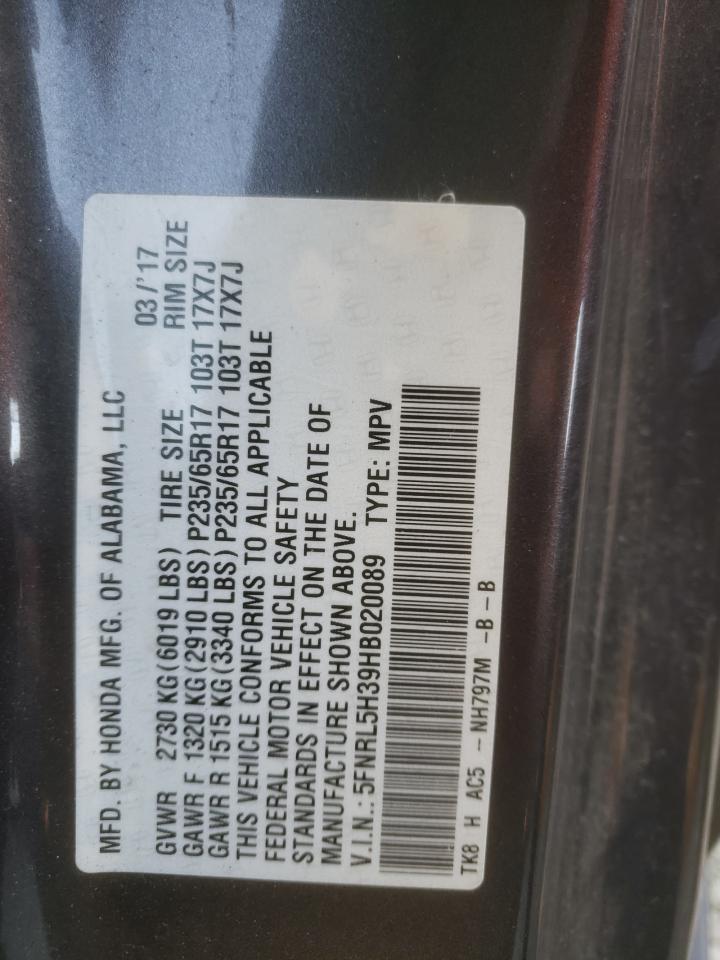 MFD. BY HONDA MFG. OF ALABAMA, LLC
03/'17
GVWR 2730 KG(6019 LBS) TIRE SIZE RIM SIZE
GAWR F 1320 KG(2910 LBS) P235/65R17 103T 17X7J
GAWR R 1515 KG(3340 LBS) P235/65R17 103T 17X7J
THIS VEHICLE CONFORMS TO ALL APPLICABLE
FEDERAL MOTOR VEHICLE SAFETY
STANDARDS IN EFFECT ON THE DATE OF
MANUFACTURE SHOWN ABOVE.
V.I.N.: 5FNRL5H39HB020089 TYPE: MPV
TK8 H AC5 -NH797M -B-B